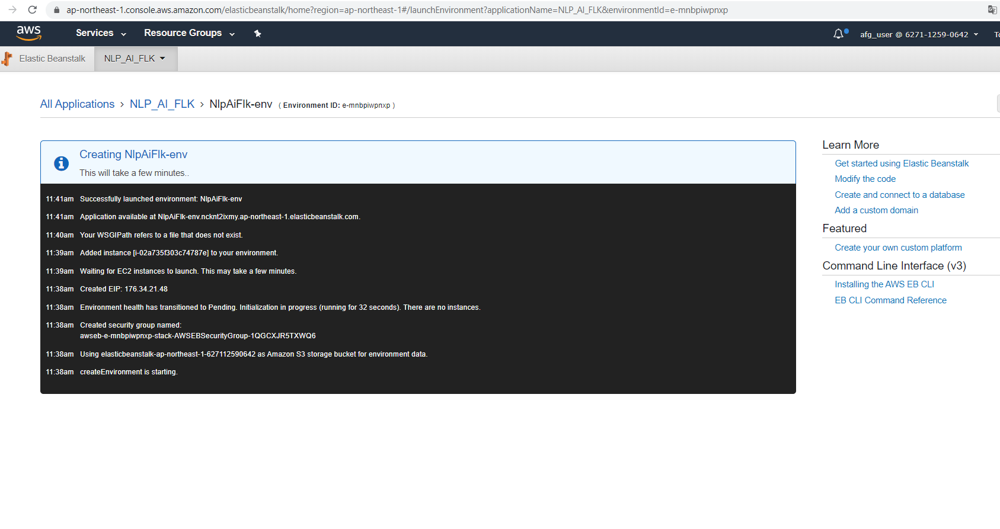 ap-northeast-1.console.aws.amazon.com/elasticbeanstalk/home?region=ap-northeast-1#/launchEnvironment?applicationName=NLP_AI_FLK&environmentId=e-mnbpiwpnxp
aws Services Resource Groups afg_user @ 6271-1259-0642
Elastic Beanstalk NLP_AI_FLK
All Applications > NLP_AI_FLK > NlpAiFlk-env ( Environment ID: e-mnbpiwpnxp )
Creating NlpAiFlk-env
This will take a few minutes..
11:41am Successfully launched environment: NlpAiFlk-env
11:41am Application available at NlpAiFlk-env.ncknt2ixmy.ap-northeast-1.elasticbeanstalk.com.
11:40am Your WSGIPath refers to a file that does not exist.
11:39am Added instance [i-02a735f303c74787e] to your environment.
11:39am Waiting for EC2 instances to launch. This may take a few minutes.
11:38am Created EIP: 176.34.21.48
11:38am Environment health has transitioned to Pending. Initialization in progress (running for 32 seconds). There are no instances.
11:38am Created security group named:
awseb-e-mnbpiwpnxp-stack-AWSEBSecurityGroup-1QGCXJR5TXWQ6
11:38am Using elasticbeanstalk-ap-northeast-1-627112590642 as Amazon S3 storage bucket for environment data.
11:38am createEnvironment is starting.
Learn More
Get started using Elastic Beanstalk
Modify the code
Create and connect to a database
Add a custom domain
Featured
Create your own custom platform
Command Line Interface (v3)
Installing the AWS EB CLI
EB CLI Command Reference